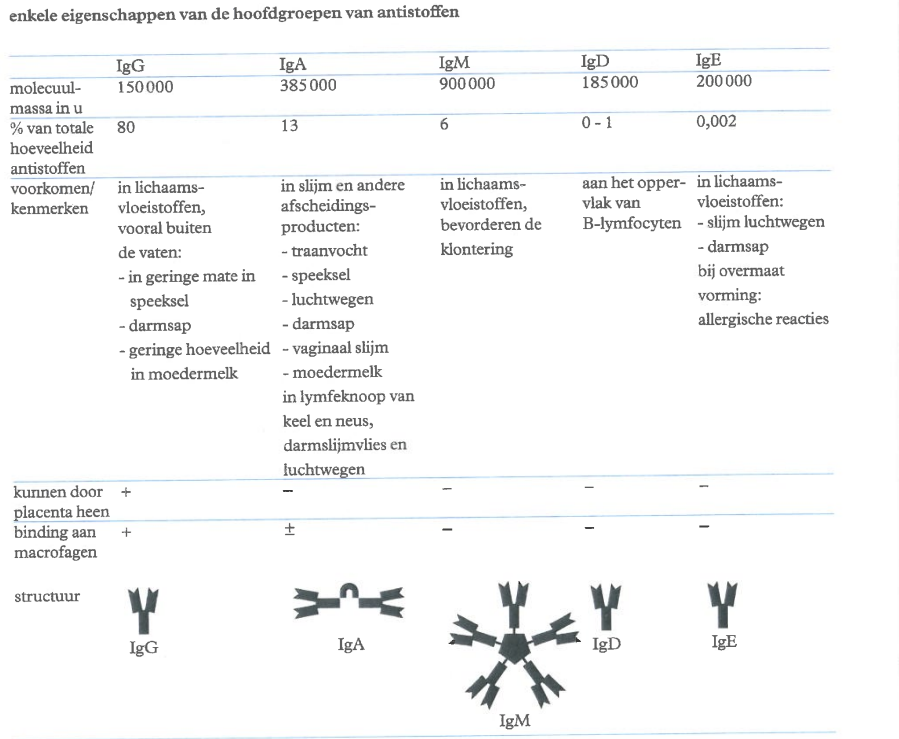 enkele eigenschappen van de hoofdgroepen van antistoffen
IgG IgA IgM IgD IgE
molecuul-
massa in u
150 000 385 000 900 000 185 000 200 000
% van totale
hoeveelheid
antistoffen
80 13 6 0 - 1 0,002
voorkomen/
kenmerken
in lichaams-
vloeistoffen,
vooral buiten
de vaten:
- in geringe mate in
speeksel
- darmsap
- geringe hoeveelheid
in moedermelk
in slijm en andere
afscheidings-
producten:
- traanvocht
- speeksel
- luchtwegen
- darmsap
- vaginaal slijm
- moedermelk
in lymfeknoop van
keel en neus,
darmslijmvlies en
luchtwegen
in lichaams-
vloeistoffen,
bevorderen de
klontering
aan het opper-
vlak van
B-lymfocyten
in lichaams-
vloeistoffen:
- slijm luchtwegen
- darmsap
bij overmaat
vorming:
allergische reacties
kunnen door
placenta heen
+ − − − −
binding aan
macrofagen
+ ± − − −
structuur
IgG IgA IgM IgD IgE